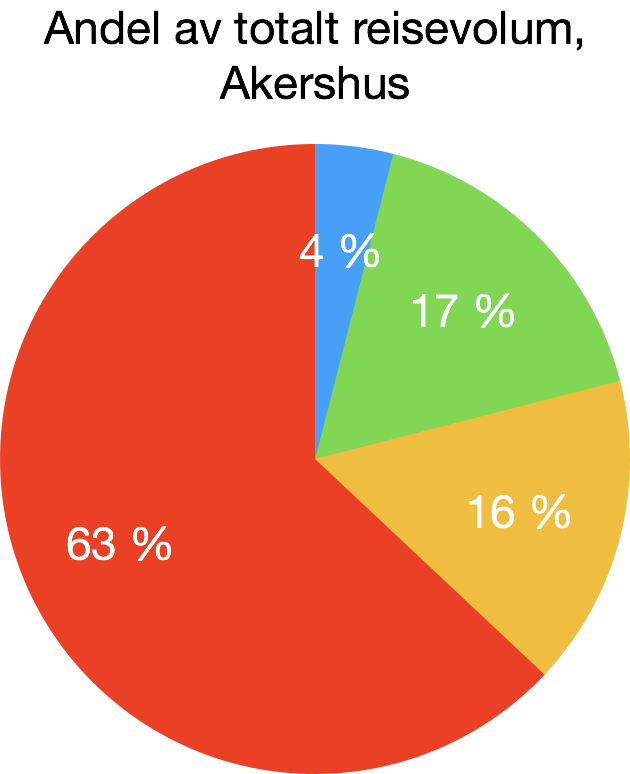 Andel av totalt reisevolum,
Akershus
4 %
17 %
16 %
63 %